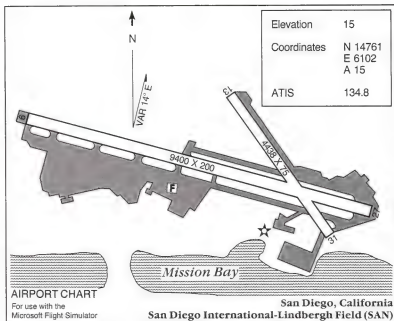 Elevation 15
Coordinates N 14761
E 6102
A 15
ATIS 134.8
N
VAR 14° E
13
9
4438 X 75
9400 X 200
F
27
31
Mission Bay
AIRPORT CHART
For use with the
Microsoft Flight Simulator
San Diego, California
San Diego International-Lindbergh Field (SAN)